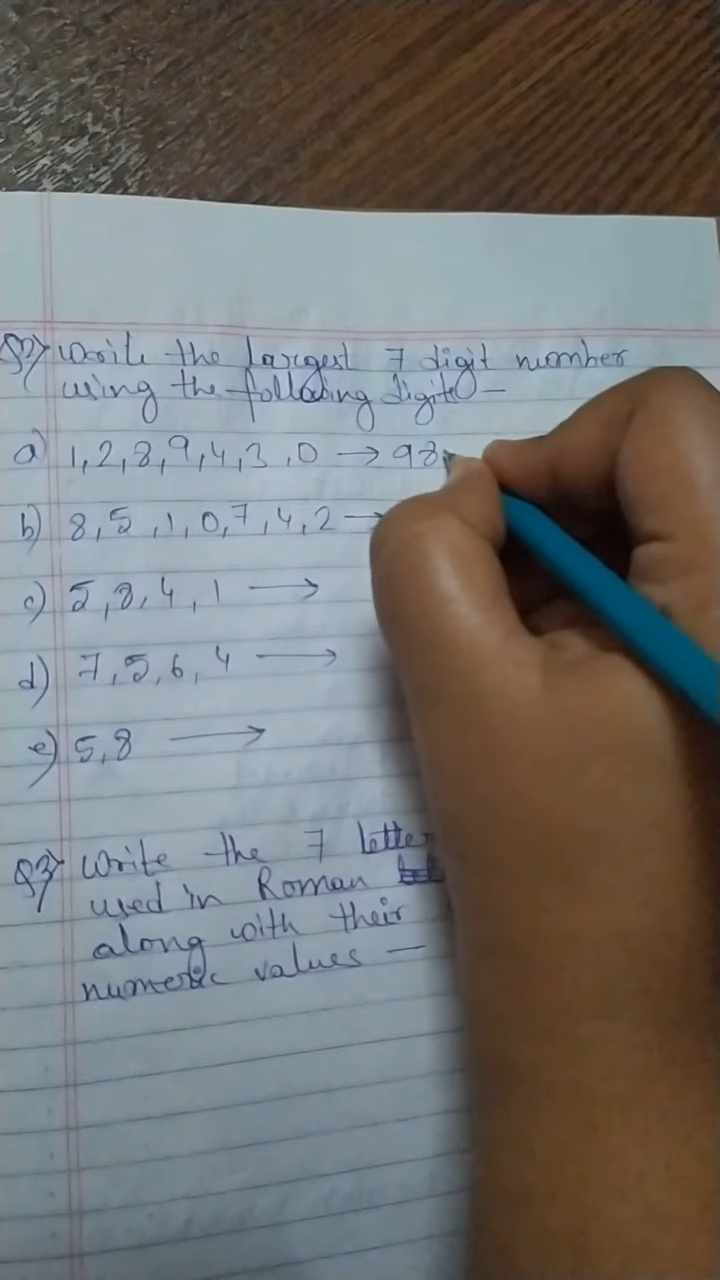 Q2) Write the largest 7 digit number
using the following digits -
a) 1, 2, 8, 9, 4, 3, 0 → 98
b) 8, 5, 1, 0, 7, 4, 2 →
c) 5, 8, 4, 1 →
d) 7, 5, 6, 4 →
e) 5, 8 →
Q3) Write the 7 letter
used in Roman
along with their
numeric values -